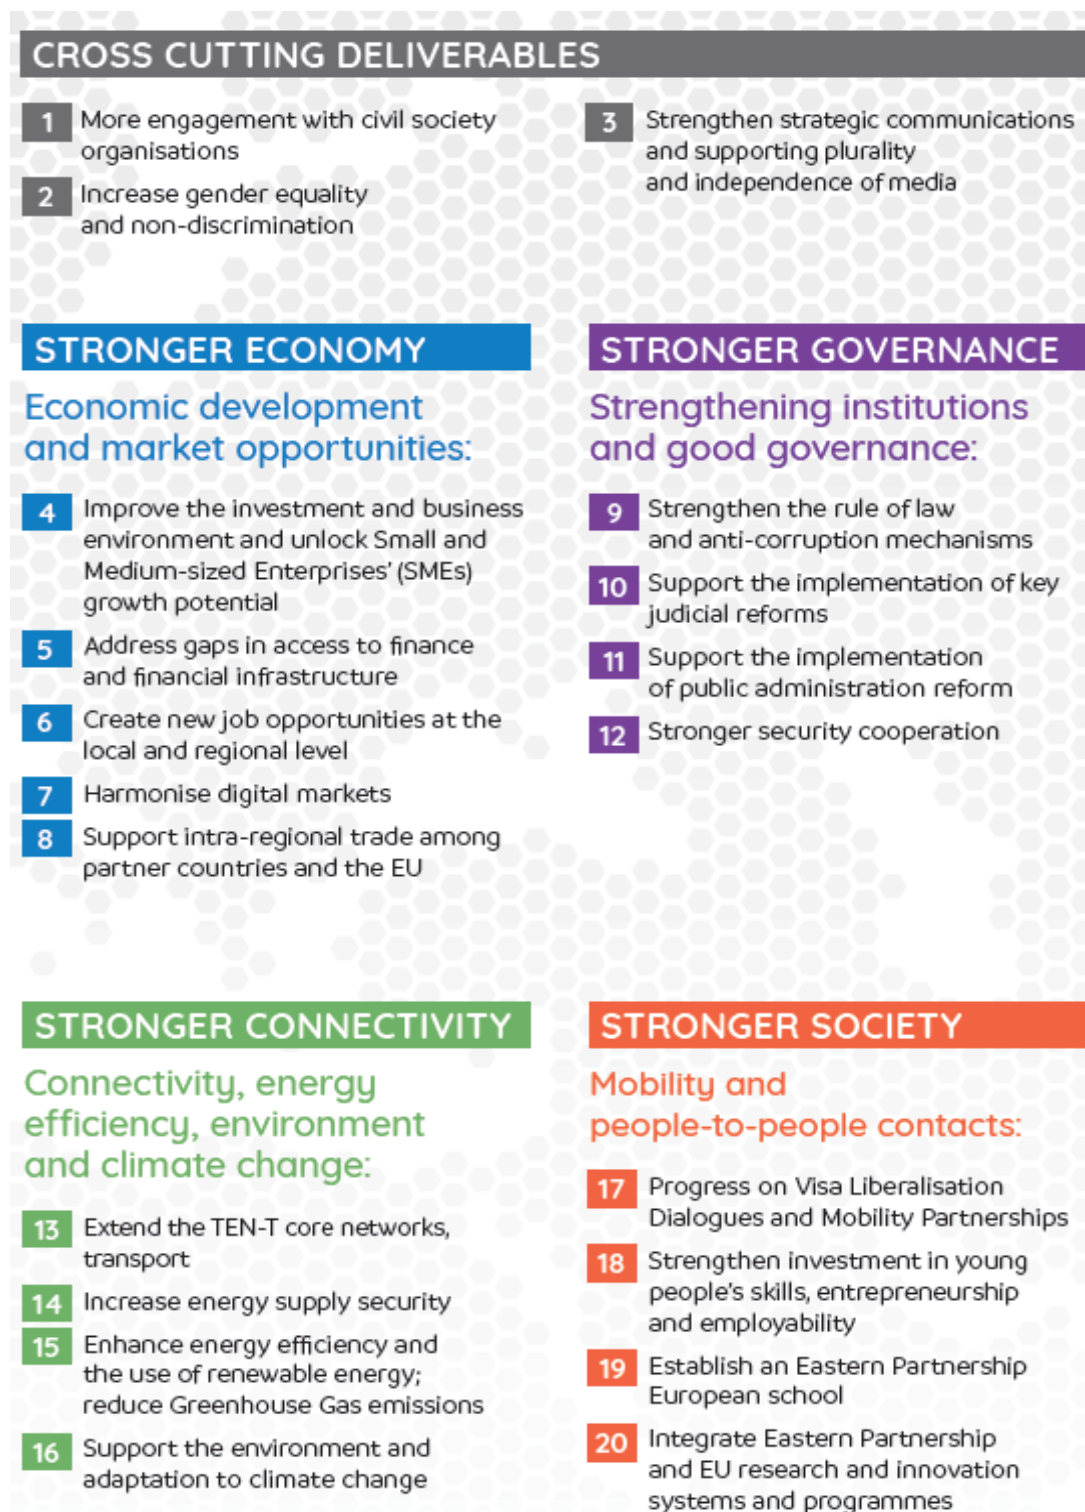 CROSS CUTTING DELIVERABLES
1 More engagement with civil society
organisations
2 Increase gender equality
and non-discrimination
3 Strengthen strategic communications
and supporting plurality
and independence of media
STRONGER ECONOMY
Economic development
and market opportunities:
4 Improve the investment and business
environment and unlock Small and
Medium-sized Enterprises' (SMEs)
growth potential
5 Address gaps in access to finance
and financial infrastructure
6 Create new job opportunities at the
local and regional level
7 Harmonise digital markets
8 Support intra-regional trade among
partner countries and the EU
STRONGER GOVERNANCE
Strengthening institutions
and good governance:
9 Strengthen the rule of law
and anti-corruption mechanisms
10 Support the implementation of key
judicial reforms
11 Support the implementation
of public administration reform
12 Stronger security cooperation
STRONGER CONNECTIVITY
Connectivity, energy
efficiency, environment
and climate change:
13 Extend the TEN-T core networks,
transport
14 Increase energy supply security
15 Enhance energy efficiency and
the use of renewable energy;
reduce Greenhouse Gas emissions
16 Support the environment and
adaptation to climate change
STRONGER SOCIETY
Mobility and
people-to-people contacts:
17 Progress on Visa Liberalisation
Dialogues and Mobility Partnerships
18 Strengthen investment in young
people's skills, entrepreneurship
and employability
19 Establish an Eastern Partnership
European school
20 Integrate Eastern Partnership
and EU research and innovation
systems and programmes